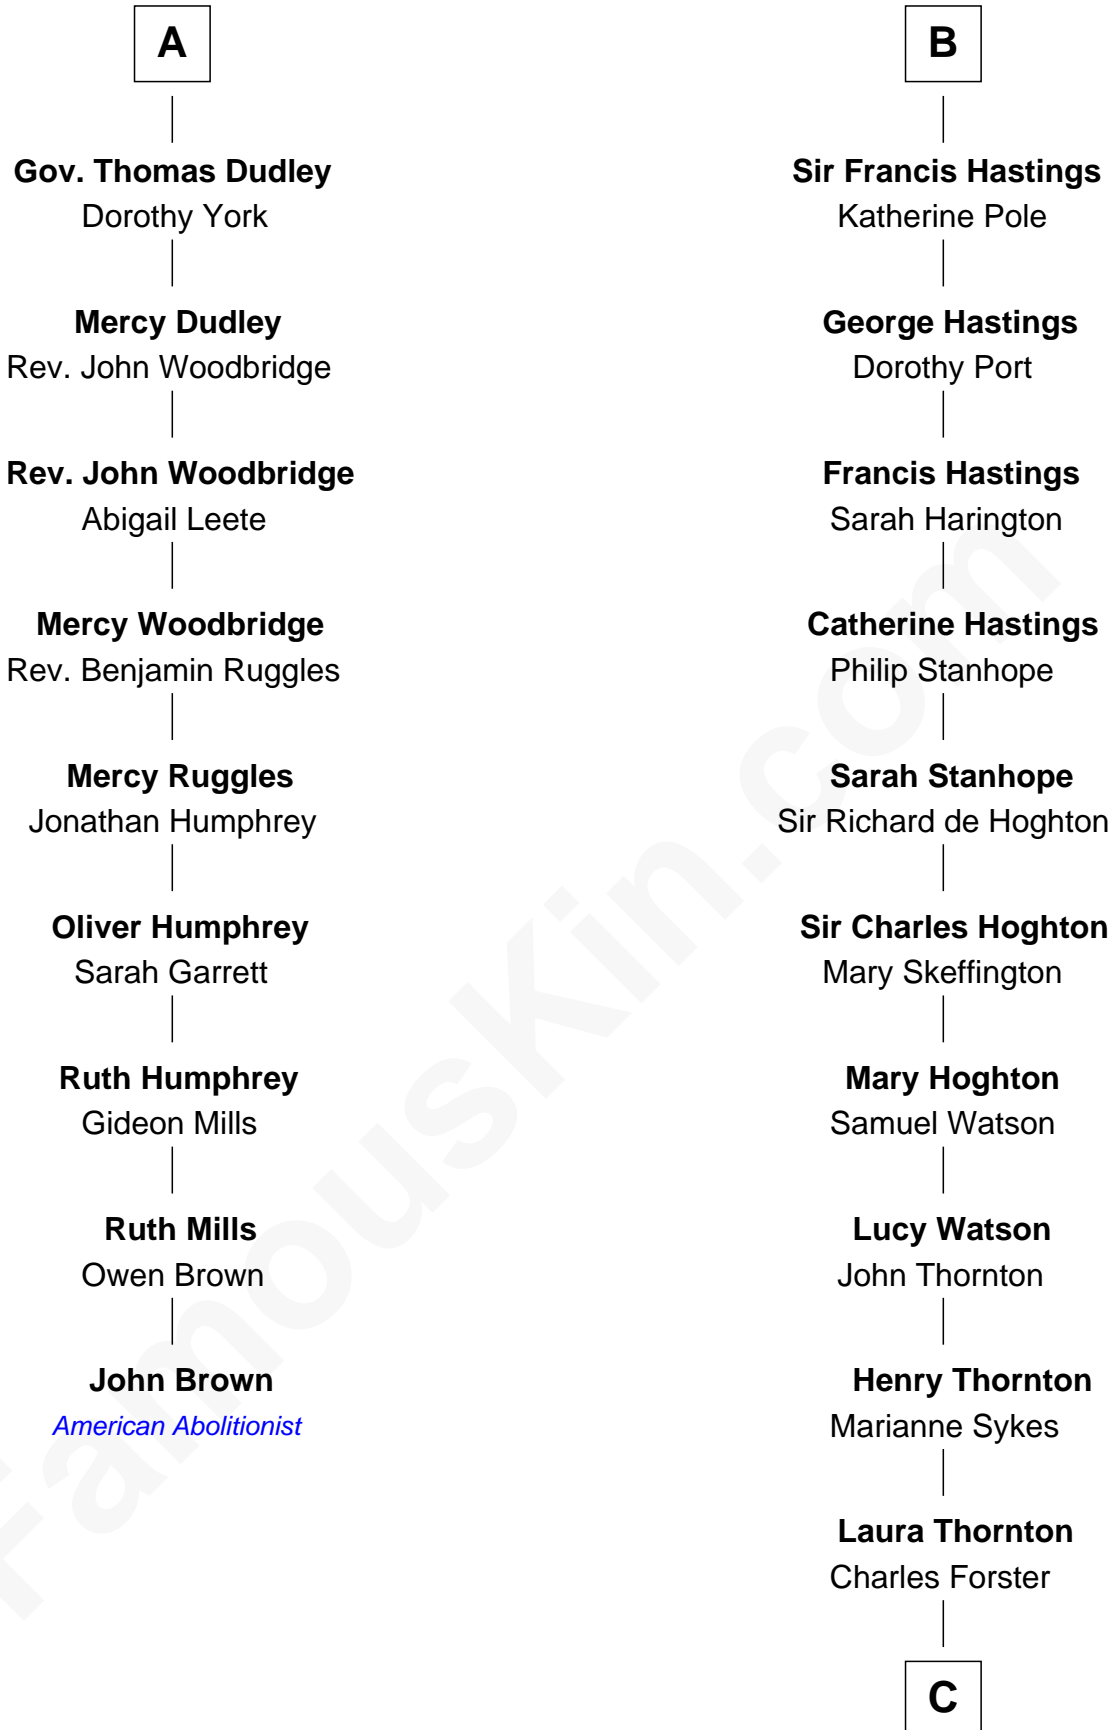 A
Gov. Thomas Dudley
Dorothy York
Mercy Dudley
Rev. John Woodbridge
Rev. John Woodbridge
Abigail Leete
Mercy Woodbridge
Rev. Benjamin Ruggles
Mercy Ruggles
Jonathan Humphrey
Oliver Humphrey
Sarah Garrett
Ruth Humphrey
Gideon Mills
Ruth Mills
Owen Brown
John Brown
American Abolitionist
B
Sir Francis Hastings
Katherine Pole
George Hastings
Dorothy Port
Francis Hastings
Sarah Harington
Catherine Hastings
Philip Stanhope
Sarah Stanhope
Sir Richard de Hoghton
Sir Charles Hoghton
Mary Skeffington
Mary Hoghton
Samuel Watson
Lucy Watson
John Thornton
Henry Thornton
Marianne Sykes
Laura Thornton
Charles Forster
C
FamousKin.com